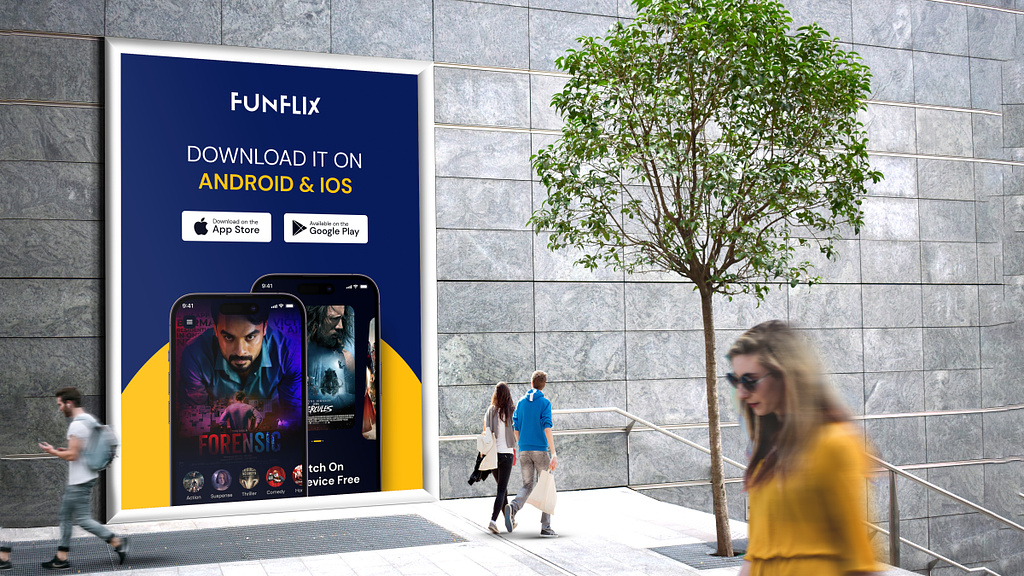 FUNFLIX
DOWNLOAD IT ON
ANDROID & IOS
Download on the
App Store
Available on the
Google Play
9:41
9:41
HERCULES
FORENSIC
Action
Suspense
Thriller
Comedy
tch On
evice Free